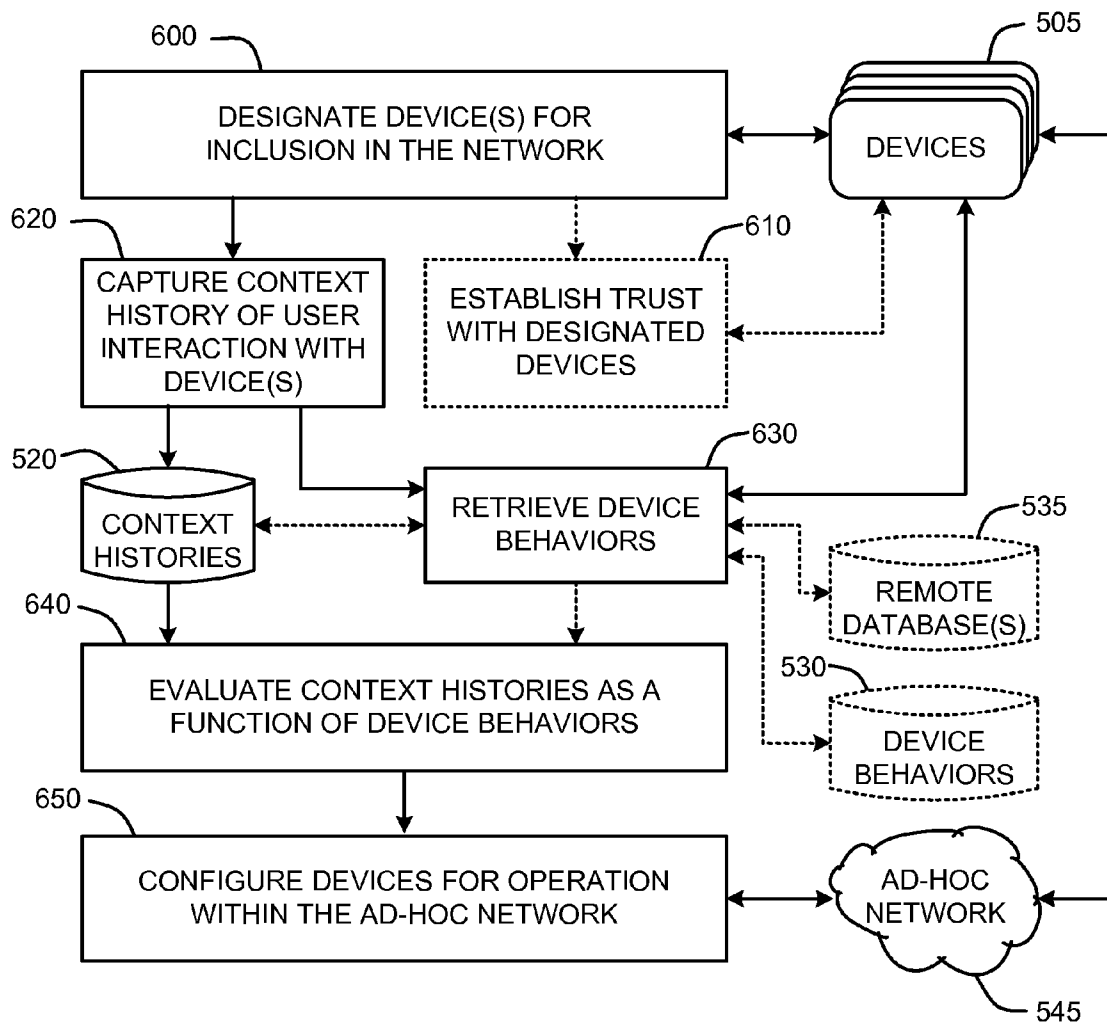 600
505
DESIGNATE DEVICE(S) FOR
INCLUSION IN THE NETWORK
DEVICES
620
610
CAPTURE CONTEXT
HISTORY OF USER
INTERACTION WITH
DEVICE(S)
ESTABLISH TRUST
WITH DESIGNATED
DEVICES
520
630
CONTEXT
HISTORIES
RETRIEVE DEVICE
BEHAVIORS
535
REMOTE
DATABASE(S)
640
530
EVALUATE CONTEXT HISTORIES AS A
FUNCTION OF DEVICE BEHAVIORS
DEVICE
BEHAVIORS
650
CONFIGURE DEVICES FOR OPERATION
WITHIN THE AD-HOC NETWORK
AD-HOC
NETWORK
545